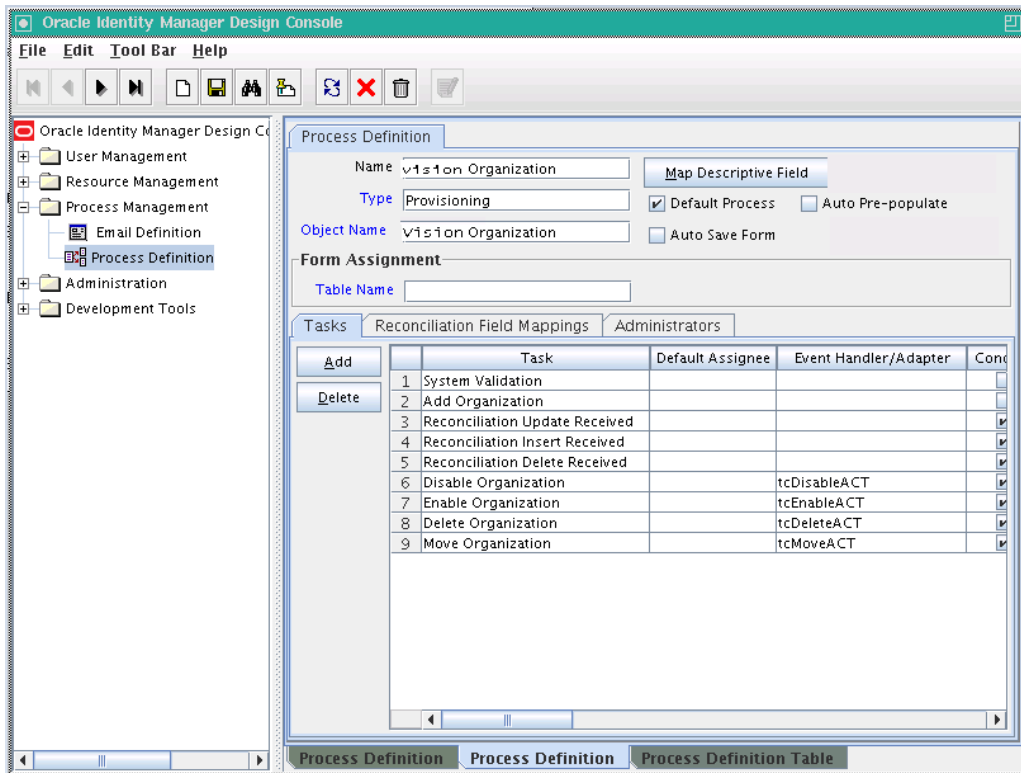 Oracle Identity Manager Design Console
File Edit Tool Bar Help
Oracle Identity Manager Design Co
User Management
Resource Management
Process Management
Email Definition
Process Definition
Administration
Development Tools
Process Definition
Name vision Organization
Map Descriptive Field
Type Provisioning
Default Process
Auto Pre-populate
Object Name Vision Organization
Auto Save Form
Form Assignment
Table Name
Tasks Reconciliation Field Mappings Administrators
Add
Delete
Task Default Assignee Event Handler/Adapter Cond
1 System Validation
2 Add Organization
3 Reconciliation Update Received
4 Reconciliation Insert Received
5 Reconciliation Delete Received
6 Disable Organization tcDisableACT
7 Enable Organization tcEnableACT
8 Delete Organization tcDeleteACT
9 Move Organization tcMoveACT
Process Definition Process Definition Process Definition Table